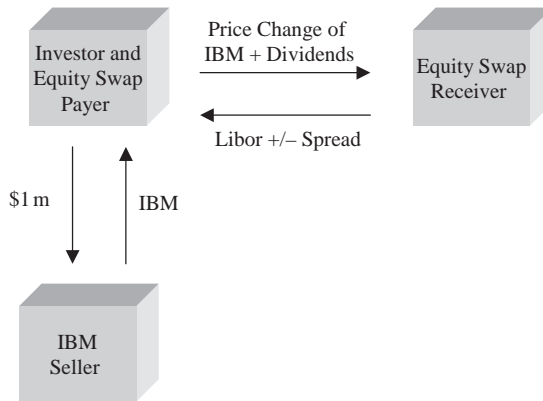 Investor and
Equity Swap
Payer
Price Change of
IBM + Dividends
Equity Swap
Receiver
Libor +/– Spread
$1 m
IBM
IBM
Seller